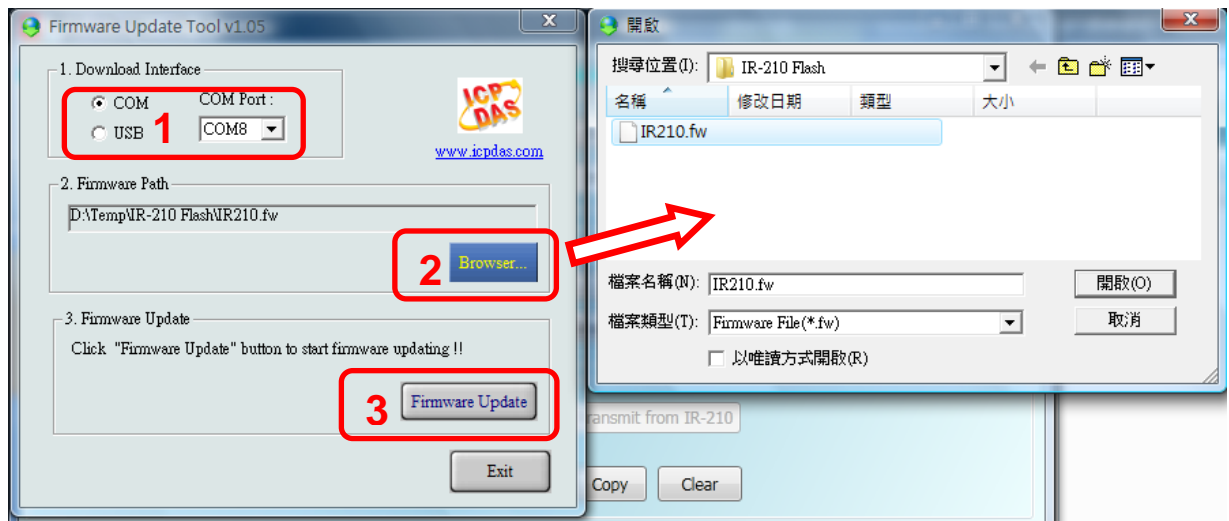 Firmware Update Tool v1.05
X
1. Download Interface
COM
COM Port :
USB
COM8
1
ICP
DAS
www.icpdas.com
2. Firmware Path
D:\Temp\IR-210 Flash\IR210.fw
2
Browser...
3. Firmware Update
Click "Firmware Update" button to start firmware updating !!
3
Firmware Update
Exit
開啟
X
搜尋位置(I):
IR-210 Flash
名稱
修改日期
類型
大小
IR210.fw
檔案名稱(N):
IR210.fw
開啟(O)
檔案類型(T):
Firmware File(*.fw)
取消
以唯讀方式開啟(R)
ransmit from IR-210
Copy
Clear